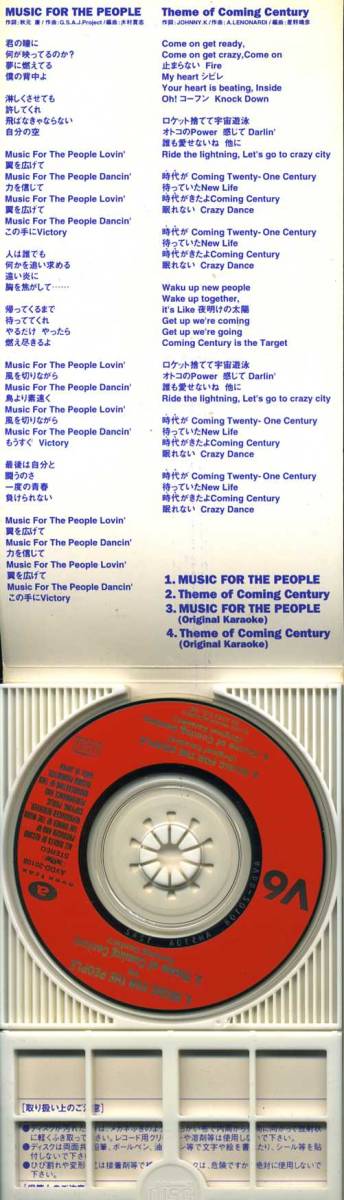 MUSIC FOR THE PEOPLE
作詞:秋元 康/作曲:G.S.A.J.Project/編曲:木村貴志
君の瞳に
何が映ってるのか?
夢に燃えてる
僕の背中よ
淋しくさせても
許してくれ
飛ばなきゃならない
自分の空
Music For The People Lovin'
翼を広げて
Music For The People Dancin'
力を信じて
Music For The People Lovin'
翼を広げて
Music For The People Dancin'
この手にVictory
人は誰でも
何かを追い求める
遠い炎に
胸を焦がして……
帰ってくるまで
待っててくれ
やるだけ やったら
燃え尽きるよ
Music For The People Lovin'
風を切りながら
Music For The People Dancin'
鳥より素速く
Music For The People Lovin'
風を切りながら
Music For The People Dancin'
もうすぐ Victory
最後は自分と
闘うのさ
一度の青春
負けられない
Music For The People Lovin'
翼を広げて
Music For The People Dancin'
力を信じて
Music For The People Lovin'
翼を広げて
Music For The People Dancin'
この手にVictory
Theme of Coming Century
作詞:JOHNNY.K/作曲:A.LENONARDI/編曲:星野靖彦
Come on get ready,
Come on get crazy,Come on
止まらない Fire
My heart シビレ
Your heart is beating, Inside
Oh! コーフン Knock Down
ロケット捨てて宇宙遊泳
オトコのPower 感じて Darlin'
誰も愛せないね 他に
Ride the lightning, Let's go to crazy city
時代が Coming Twenty-One Century
待っていたNew Life
時代がきたよComing Century
眠れない Crazy Dance
時代が Coming Twenty-One Century
待っていたNew Life
時代がきたよComing Century
眠れない Crazy Dance
Waku up new people
Wake up together,
it's Like 夜明けの太陽
Get up we're coming
Get up we're going
Coming Century is the Target
ロケット捨てて宇宙遊泳
オトコのPower 感じて Darlin'
誰も愛せないね 他に
Ride the lightning, Let's go to crazy city
時代が Coming Twenty-One Century
待っていたNew Life
時代がきたよComing Century
眠れない Crazy Dance
時代が Coming Twenty-One Century
待っていたNew Life
時代がきたよComing Century
眠れない Crazy Dance
1. MUSIC FOR THE PEOPLE
2. Theme of Coming Century
3. MUSIC FOR THE PEOPLE
(Original Karaoke)
4. Theme of Coming Century
(Original Karaoke)
V6
AVDD-20108
STEREO
1. MUSIC FOR THE PEOPLE
2. Theme of Coming Century
[取り扱い上のご注意]